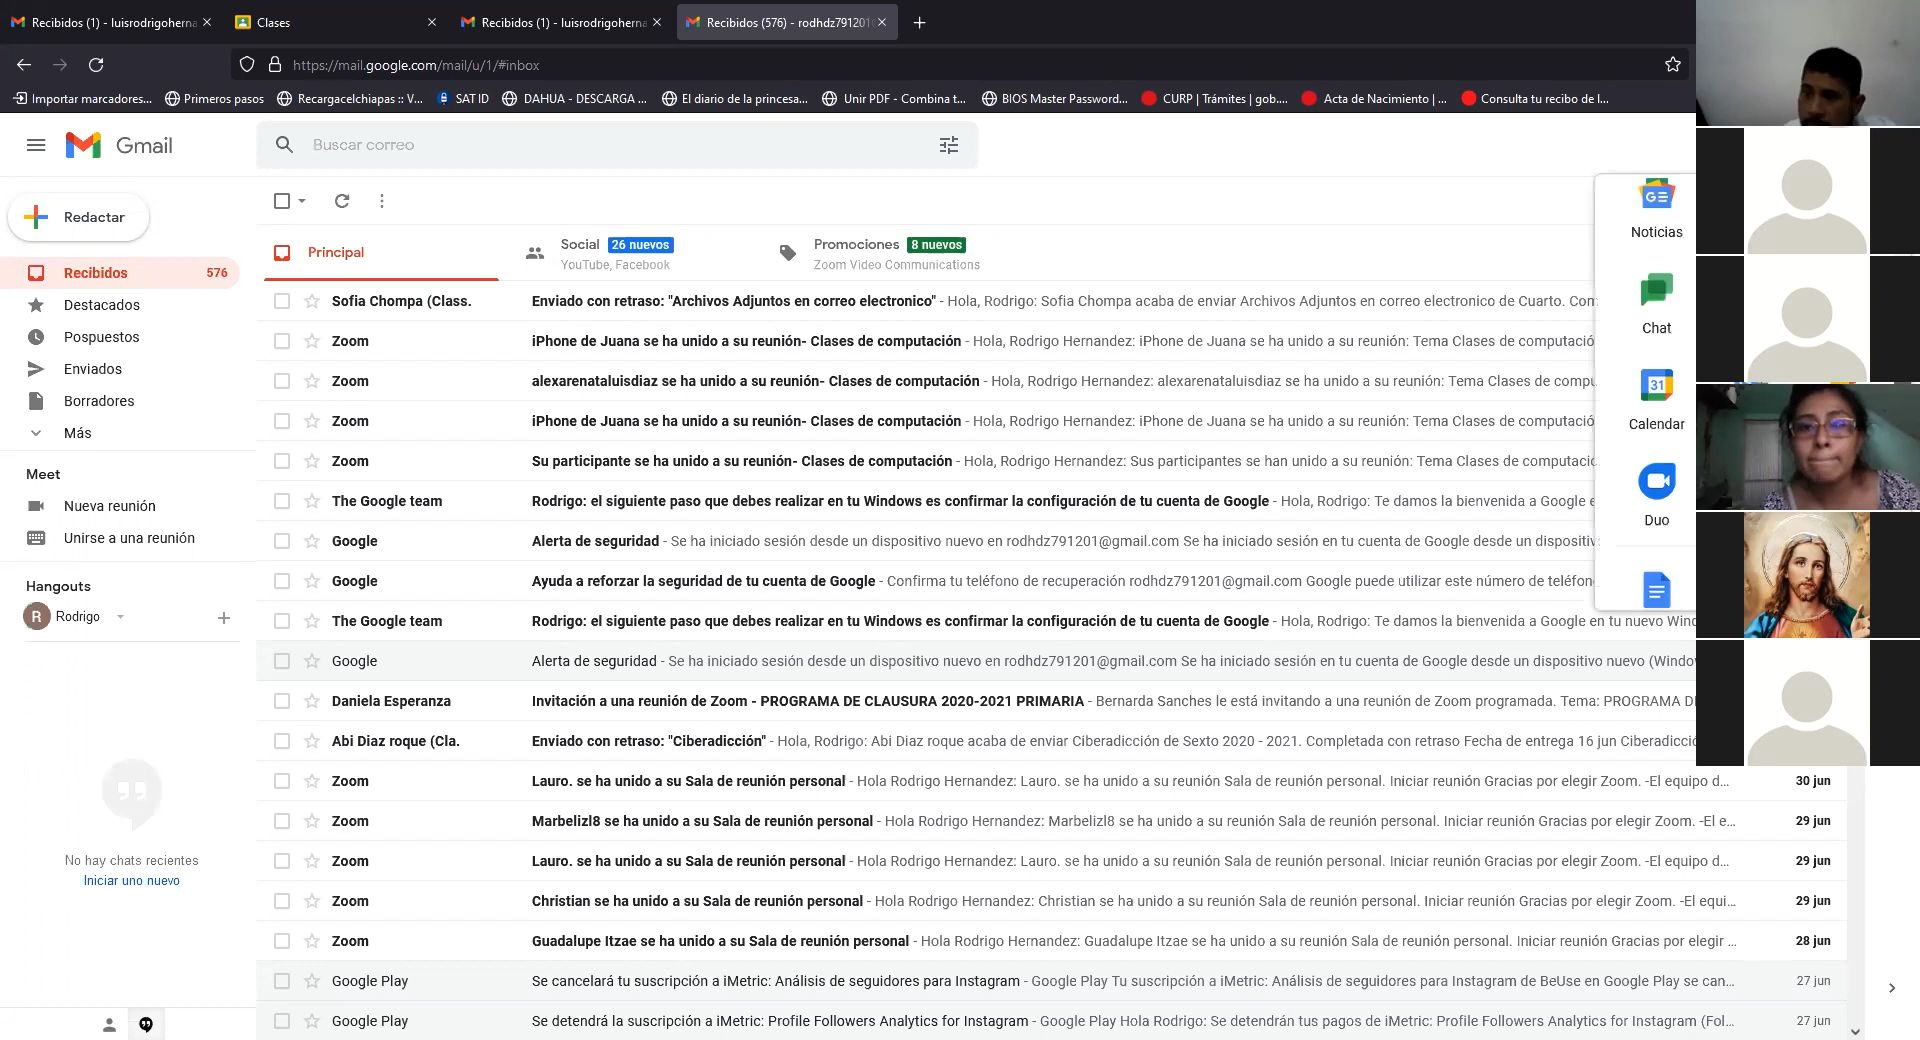 Recibidos (1) - luisrodrigoherna
Clases
Recibidos (1) - luisrodrigoherna
Recibidos (576) - rodhdz791201
https://mail.google.com/mail/u/1/#inbox
Importar marcadores...
Primeros pasos
Recargacelchiapas :: V...
SAT ID
DAHUA - DESCARGA ...
El diario de la princesa...
Unir PDF - Combina t...
BIOS Master Password...
CURP | Trámites | gob....
Acta de Nacimiento | ...
Consulta tu recibo de l...
Gmail
Buscar correo
Redactar
Recibidos 576
Destacados
Pospuestos
Enviados
Borradores
Más
Meet
Nueva reunión
Unirse a una reunión
Hangouts
R Rodrigo
No hay chats recientes
Iniciar uno nuevo
Principal
Social 26 nuevos
YouTube, Facebook
Promociones 8 nuevos
Zoom Video Communications
Sofia Chompa (Class. Enviado con retraso: "Archivos Adjuntos en correo electronico" - Hola, Rodrigo: Sofia Chompa acaba de enviar Archivos Adjuntos en correo electronico de Cuarto. Con
Zoom iPhone de Juana se ha unido a su reunión- Clases de computación - Hola, Rodrigo Hernandez: iPhone de Juana se ha unido a su reunión: Tema Clases de computació
Zoom alexarenataluisdiaz se ha unido a su reunión- Clases de computación - Hola, Rodrigo Hernandez: alexarenataluisdiaz se ha unido a su reunión: Tema Clases de compu
Zoom iPhone de Juana se ha unido a su reunión- Clases de computación - Hola, Rodrigo Hernandez: iPhone de Juana se ha unido a su reunión: Tema Clases de computació
Zoom Su participante se ha unido a su reunión- Clases de computación - Hola, Rodrigo Hernandez: Sus participantes se han unido a su reunión: Tema Clases de computació
The Google team Rodrigo: el siguiente paso que debes realizar en tu Windows es confirmar la configuración de tu cuenta de Google - Hola, Rodrigo: Te damos la bienvenida a Google e
Google Alerta de seguridad - Se ha iniciado sesión desde un dispositivo nuevo en rodhdz791201@gmail.com Se ha iniciado sesión en tu cuenta de Google desde un dispositiv
Google Ayuda a reforzar la seguridad de tu cuenta de Google - Confirma tu teléfono de recuperación rodhdz791201@gmail.com Google puede utilizar este número de teléfon
The Google team Rodrigo: el siguiente paso que debes realizar en tu Windows es confirmar la configuración de tu cuenta de Google - Hola, Rodrigo: Te damos la bienvenida a Google en tu nuevo Wind
Google Alerta de seguridad - Se ha iniciado sesión desde un dispositivo nuevo en rodhdz791201@gmail.com Se ha iniciado sesión en tu cuenta de Google desde un dispositivo nuevo (Windo
Daniela Esperanza Invitación a una reunión de Zoom - PROGRAMA DE CLAUSURA 2020-2021 PRIMARIA - Bernarda Sanches le está invitando a una reunión de Zoom programada. Tema: PROGRAMA D
Abi Diaz roque (Cla. Enviado con retraso: "Ciberadicción" - Hola, Rodrigo: Abi Diaz roque acaba de enviar Ciberadicción de Sexto 2020 - 2021. Completada con retraso Fecha de entrega 16 jun Ciberadicci
Zoom Lauro. se ha unido a su Sala de reunión personal - Hola Rodrigo Hernandez: Lauro. se ha unido a su reunión Sala de reunión personal. Iniciar reunión Gracias por elegir Zoom. -El equipo d... 30 jun
Zoom Marbelizl8 se ha unido a su Sala de reunión personal - Hola Rodrigo Hernandez: Marbelizl8 se ha unido a su reunión Sala de reunión personal. Iniciar reunión Gracias por elegir Zoom. -El e... 29 jun
Zoom Lauro. se ha unido a su Sala de reunión personal - Hola Rodrigo Hernandez: Lauro. se ha unido a su reunión Sala de reunión personal. Iniciar reunión Gracias por elegir Zoom. -El equipo d... 29 jun
Zoom Christian se ha unido a su Sala de reunión personal - Hola Rodrigo Hernandez: Christian se ha unido a su reunión Sala de reunión personal. Iniciar reunión Gracias por elegir Zoom. -El equi... 29 jun
Zoom Guadalupe Itzae se ha unido a su Sala de reunión personal - Hola Rodrigo Hernandez: Guadalupe Itzae se ha unido a su reunión Sala de reunión personal. Iniciar reunión Gracias por elegir ... 28 jun
Google Play Se cancelará tu suscripción a iMetric: Análisis de seguidores para Instagram - Google Play Tu suscripción a iMetric: Análisis de seguidores para Instagram de BeUse en Google Play se can... 27 jun
Google Play Se detendrá la suscripción a iMetric: Profile Followers Analytics for Instagram - Google Play Hola Rodrigo: Se detendrán tus pagos de iMetric: Profile Followers Analytics for Instagram (Fol... 27 jun
Noticias
Chat
31
Calendar
Duo